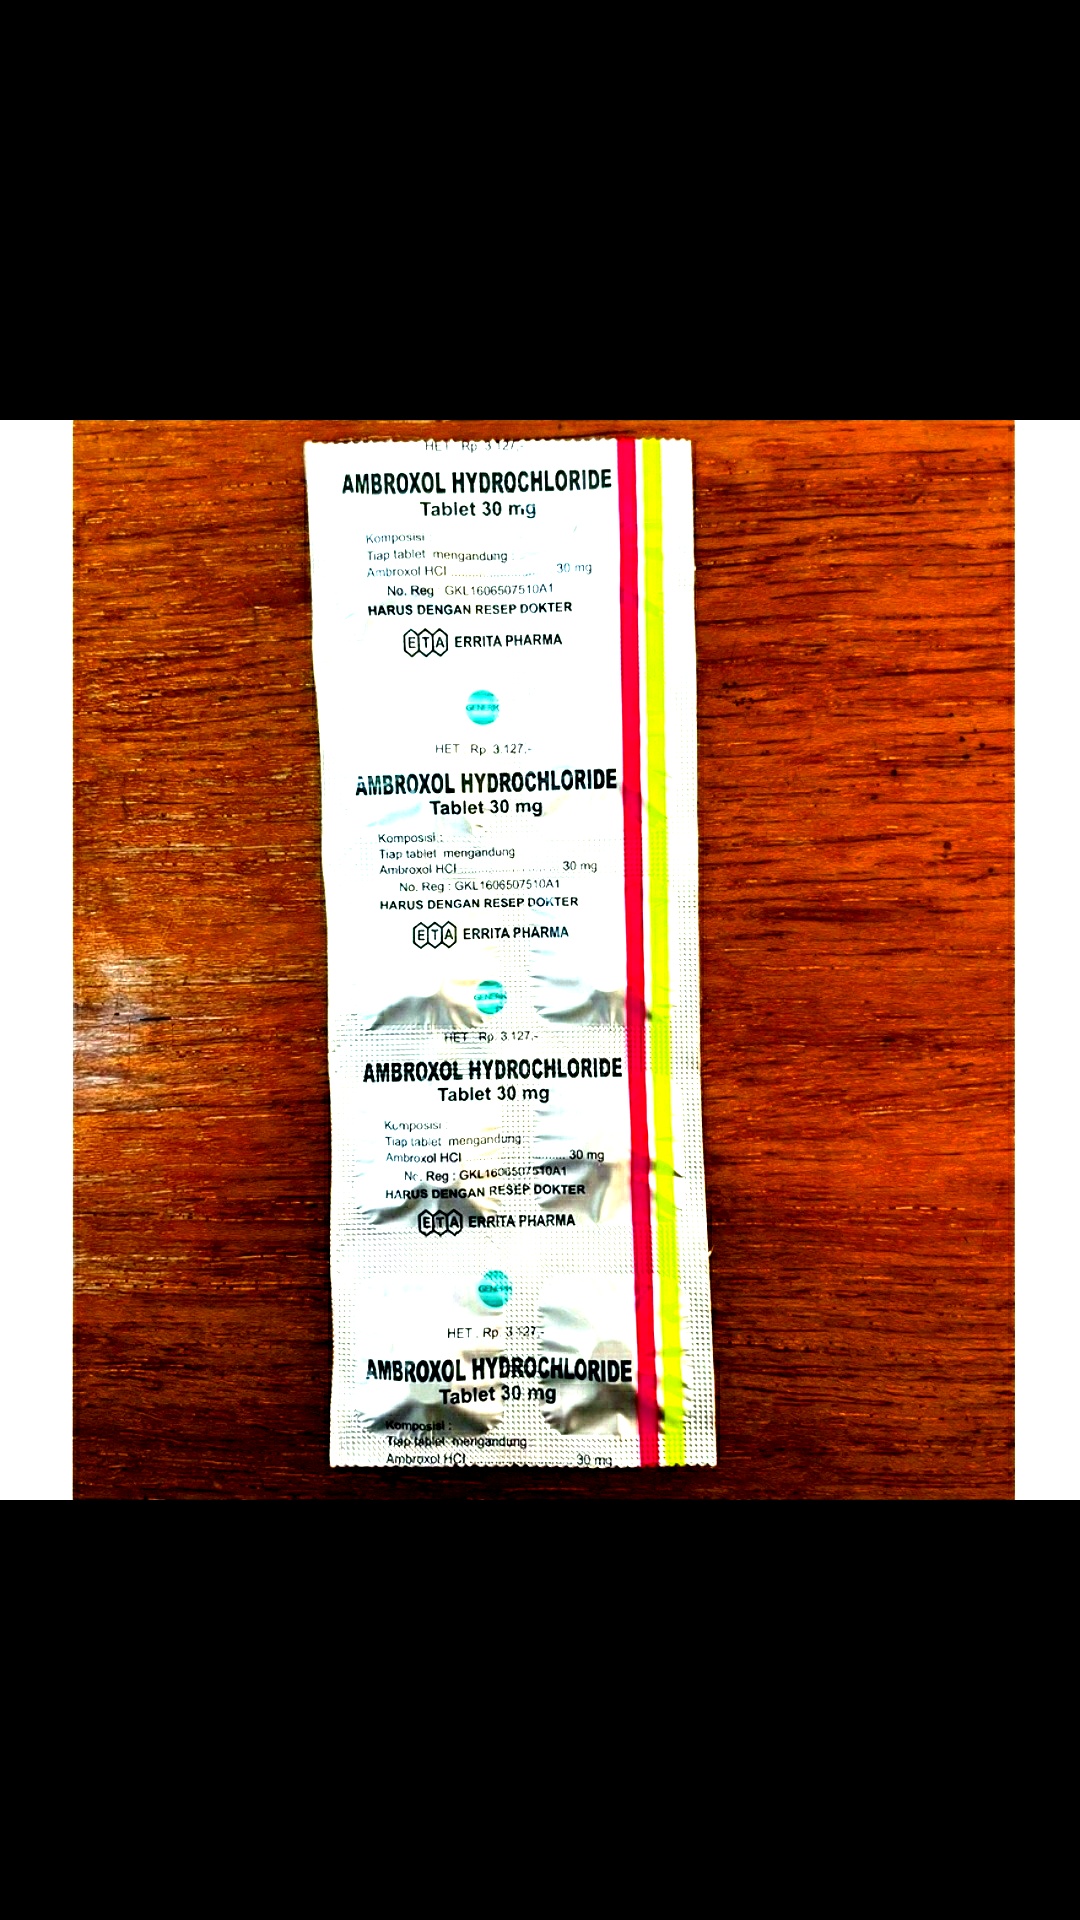 HET Rp 3 127,-
AMBROXOL HYDROCHLORIDE
Tablet 30 mg
Komposisi
Tiap tablet mengandung :
Ambroxol HCl ........................ 30 mg
No. Reg GKL1606507510A1
HARUS DENGAN RESEP DOKTER
ETA ERRITA PHARMA
GENERIK
HET Rp 3.127,-
AMBROXOL HYDROCHLORIDE
Tablet 30 mg
Komposisi :
Tiap tablet mengandung
Ambroxol HCl ........................ 30 mg
No. Reg : GKL1606507510A1
HARUS DENGAN RESEP DOKTER
ETA ERRITA PHARMA
GENERIK
HET Rp. 3.127,-
AMBROXOL HYDROCHLORIDE
Tablet 30 mg
Komposisi :
Tiap tablet mengandung :
Ambroxol HCl ........................ 30 mg
No. Reg : GKL1606507510A1
HARUS DENGAN RESEP DOKTER
ETA ERRITA PHARMA
GENERIK
HET . Rp 3.127,-
AMBROXOL HYDROCHLORIDE
Tablet 30 mg
Komposisi :
Tiap tablet mengandung
Ambroxol HCl ........................ 30 mg